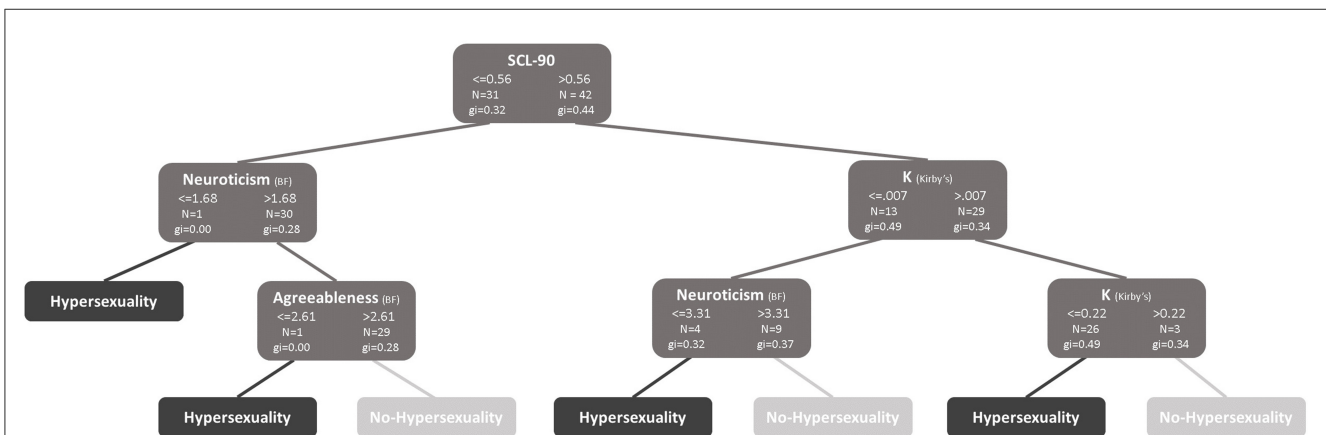 SCL-90
<=0.56 >0.56
N=31 N = 42
gi=0.32 gi=0.44
Neuroticism (BF)
<=1.68 >1.68
N=1 N=30
gi=0.00 gi=0.28
K (Kirby's)
<=.007 >.007
N=13 N=29
gi=0.49 gi=0.34
Hypersexuality
Agreeableness (BF)
<=2.61 >2.61
N=1 N=29
gi=0.00 gi=0.28
Neuroticism (BF)
<=3.31 >3.31
N=4 N=9
gi=0.32 gi=0.37
K (Kirby's)
<=0.22 >0.22
N=26 N=3
gi=0.49 gi=0.34
Hypersexuality
No-Hypersexuality
Hypersexuality
No-Hypersexuality
Hypersexuality
No-Hypersexuality